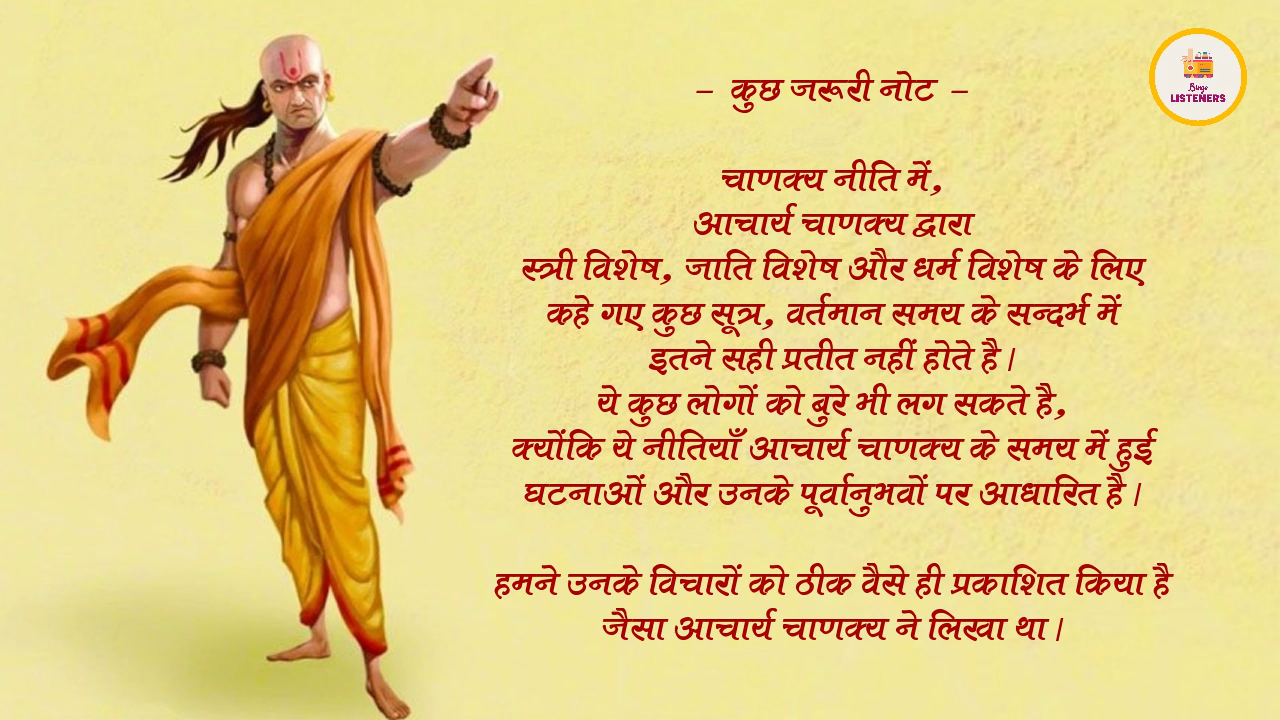 – कुछ जरूरी नोट –
Binge
LISTENERS
चाणक्य नीति में,
आचार्य चाणक्य द्वारा
स्त्री विशेष, जाति विशेष और धर्म विशेष के लिए
कहे गए कुछ सूत्र, वर्तमान समय के सन्दर्भ में
इतने सही प्रतीत नहीं होते है |
ये कुछ लोगों को बुरे भी लग सकते है,
क्योंकि ये नीतियाँ आचार्य चाणक्य के समय में हुई
घटनाओं और उनके पूर्वानुभवों पर आधारित है |
हमने उनके विचारों को ठीक वैसे ही प्रकाशित किया है
जैसा आचार्य चाणक्य ने लिखा था |